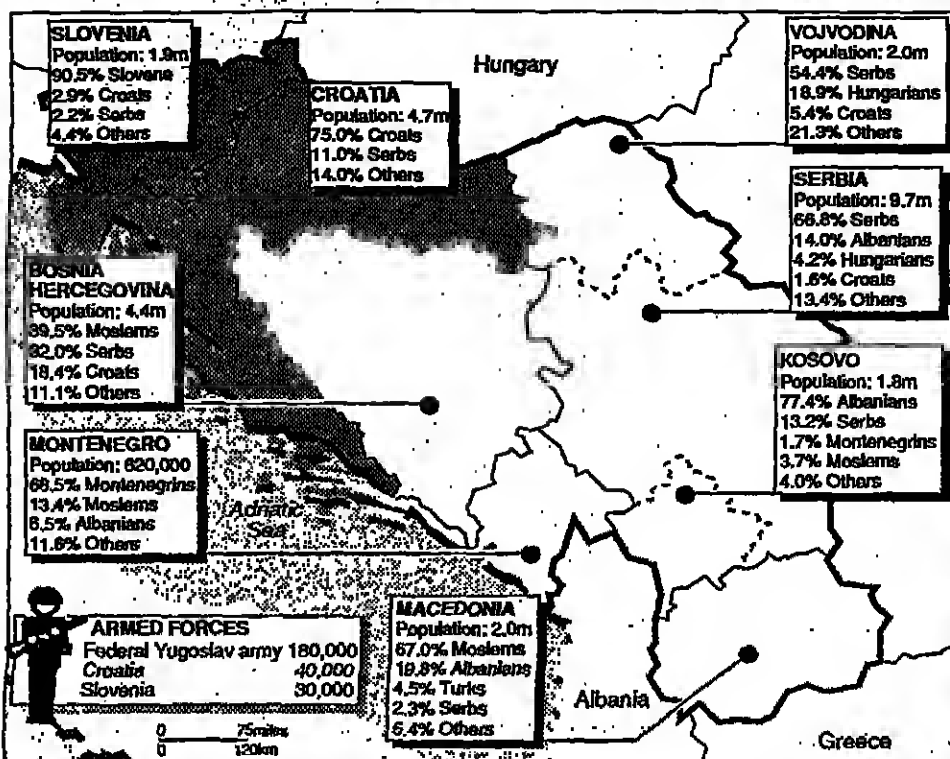 SLOVENIA
Population: 1.9m
90.5% Slovene
2.9% Croats
2.2% Serbs
4.4% Others
CROATIA
Population: 4.7m
75.0% Croats
11.0% Serbs
14.0% Others
Hungary
VOJVODINA
Population: 2.0m
54.4% Serbs
18.9% Hungarians
5.4% Croats
21.3% Others
SERBIA
Population: 9.7m
66.8% Serbs
14.0% Albanians
4.2% Hungarians
1.6% Croats
13.4% Others
BOSNIA
HERCEGOVINA
Population: 4.4m
39.5% Moslems
32.0% Serbs
18.4% Croats
11.1% Others
KOSOVO
Population: 1.8m
77.4% Albanians
13.2% Serbs
1.7% Montenegrins
3.7% Moslems
4.0% Others
MONTENEGRO
Population: 620,000
68.5% Montenegrins
13.4% Moslems
6.5% Albanians
11.6% Others
Adriatic
Sea
ARMED FORCES
Federal Yugoslav army 180,000
Croatia 40,000
Slovenia 30,000
MACEDONIA
Population: 2.0m
67.0% Moslems
19.8% Albanians
4.5% Turks
2.3% Serbs
6.4% Others
Albania
Greece
0 75miles
0 120km